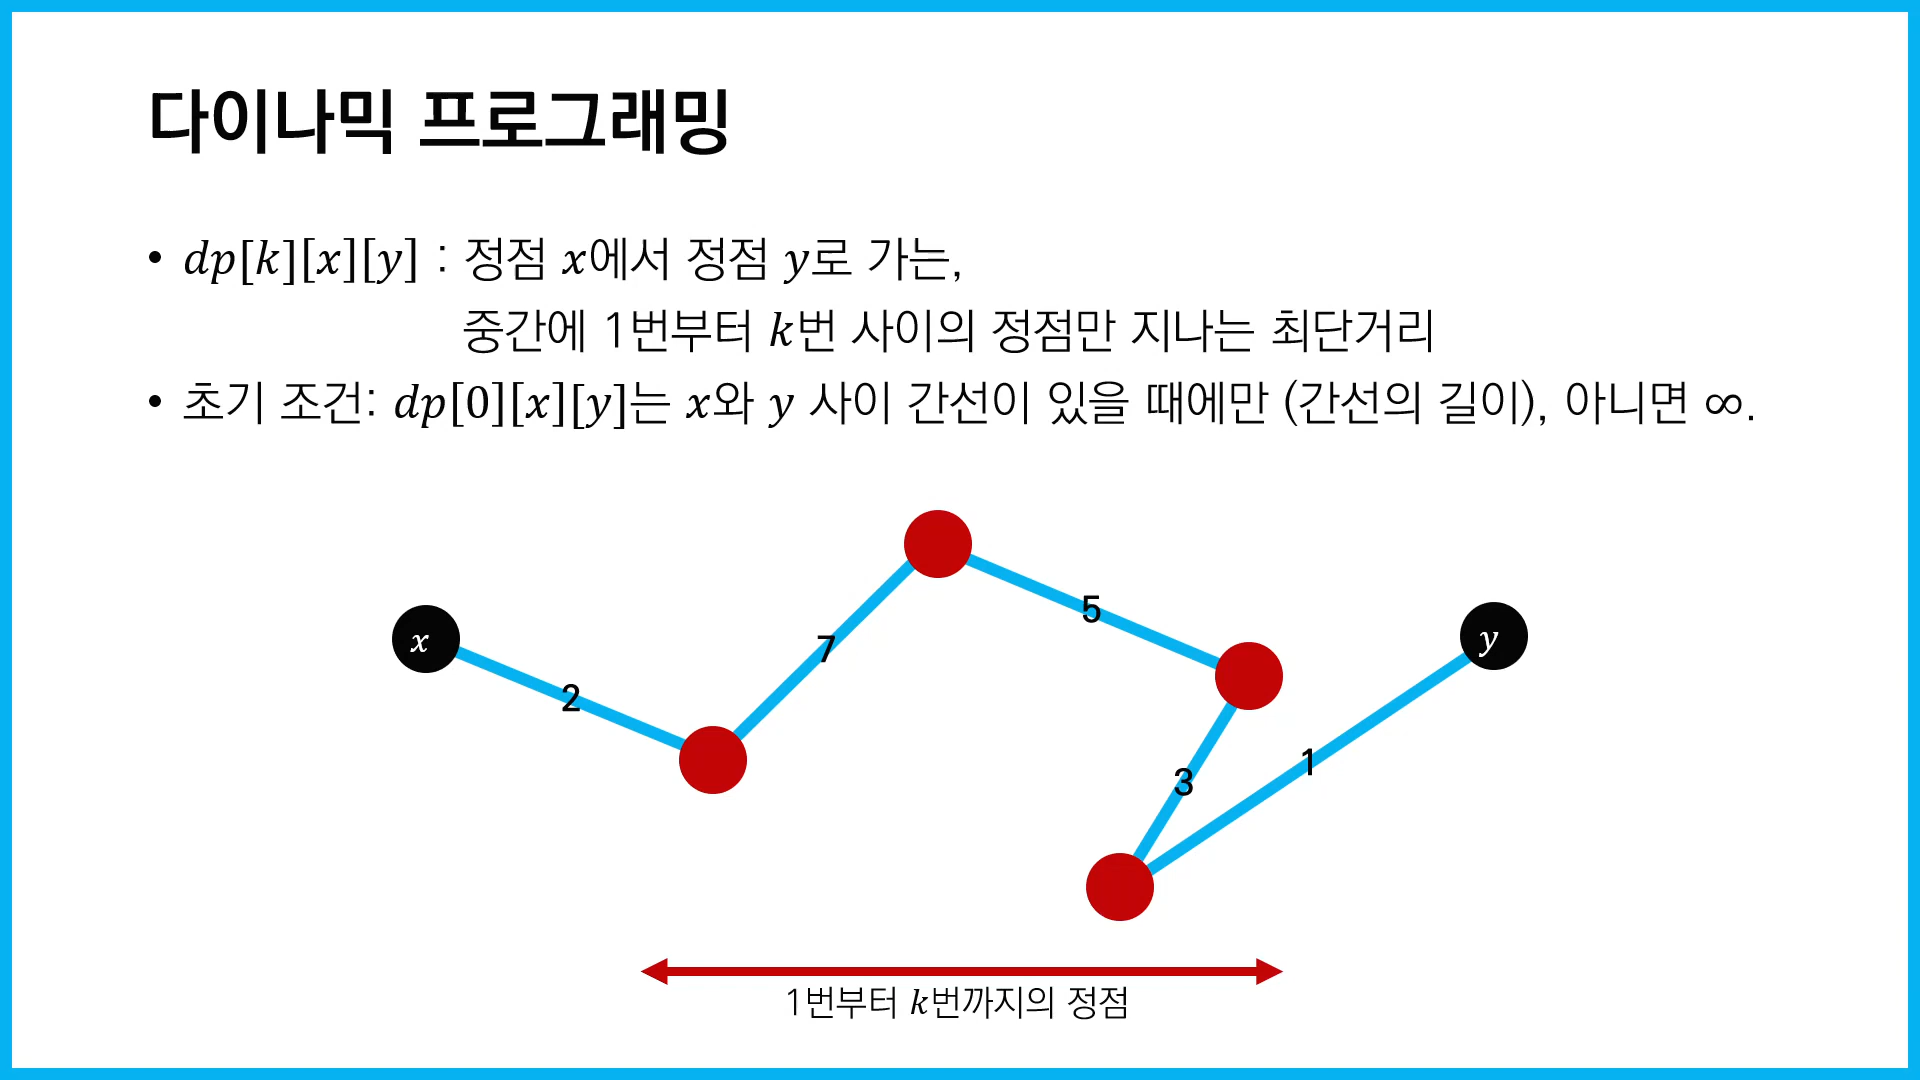 다이나믹 프로그래밍
• dp[k][x][y] : 정점 x에서 정점 y로 가는,
중간에 1번부터 k번 사이의 정점만 지나는 최단거리
• 초기 조건: dp[0][x][y]는 x와 y 사이 간선이 있을 때에만 (간선의 길이), 아니면 ∞.
5
x
7
y
2
1
3
1번부터 k번까지의 정점